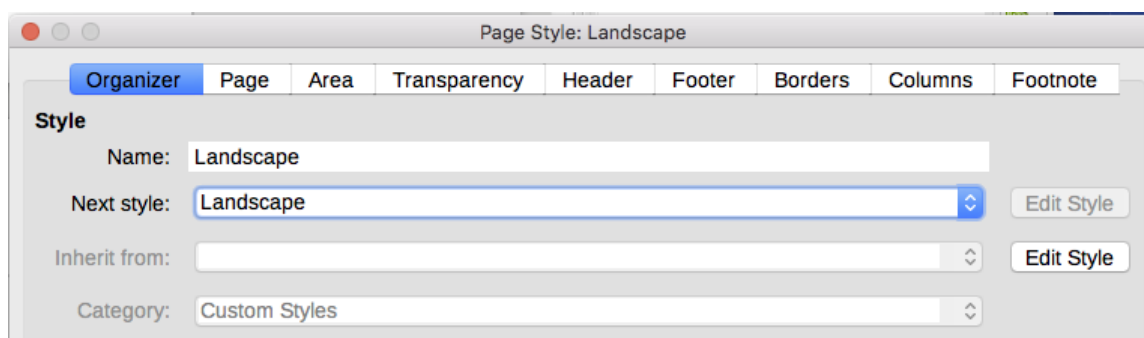 Page Style: Landscape
Organizer Page Area Transparency Header Footer Borders Columns Footnote
Style
Name: Landscape
Next style: Landscape Edit Style
Inherit from: Edit Style
Category: Custom Styles